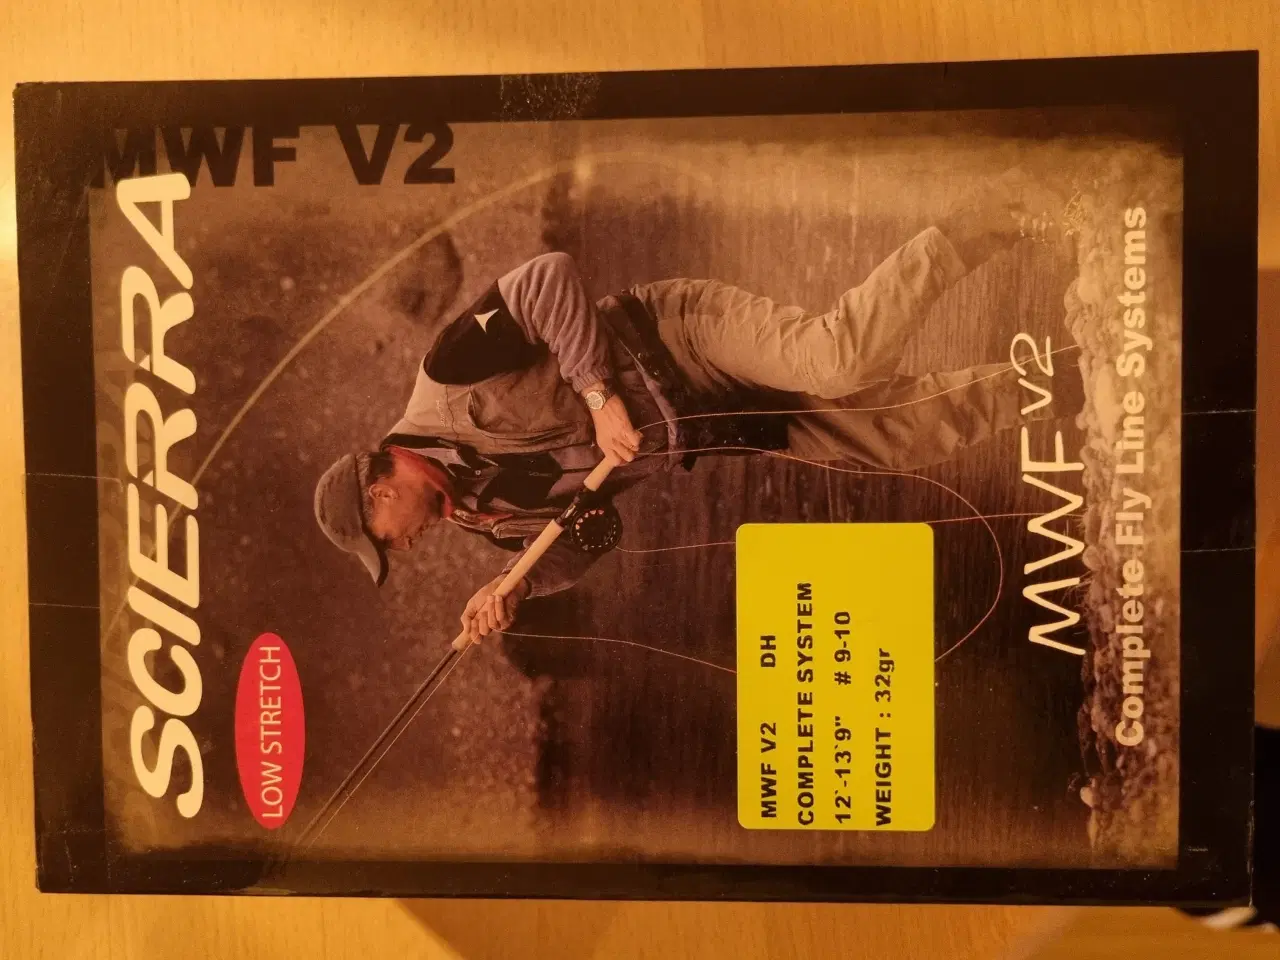 MWF V2
SCIERRA
LOW STRETCH
MWF V2 DH
COMPLETE SYSTEM
12`-13`9" # 9-10
WEIGHT : 32gr
MWF v2
Complete Fly Line Systems